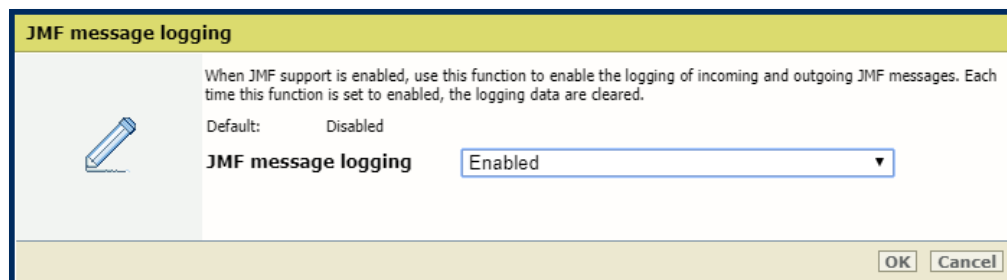 JMF message logging
When JMF support is enabled, use this function to enable the logging of incoming and outgoing JMF messages. Each
time this function is set to enabled, the logging data are cleared.
Default: Disabled
JMF message logging Enabled
OK Cancel